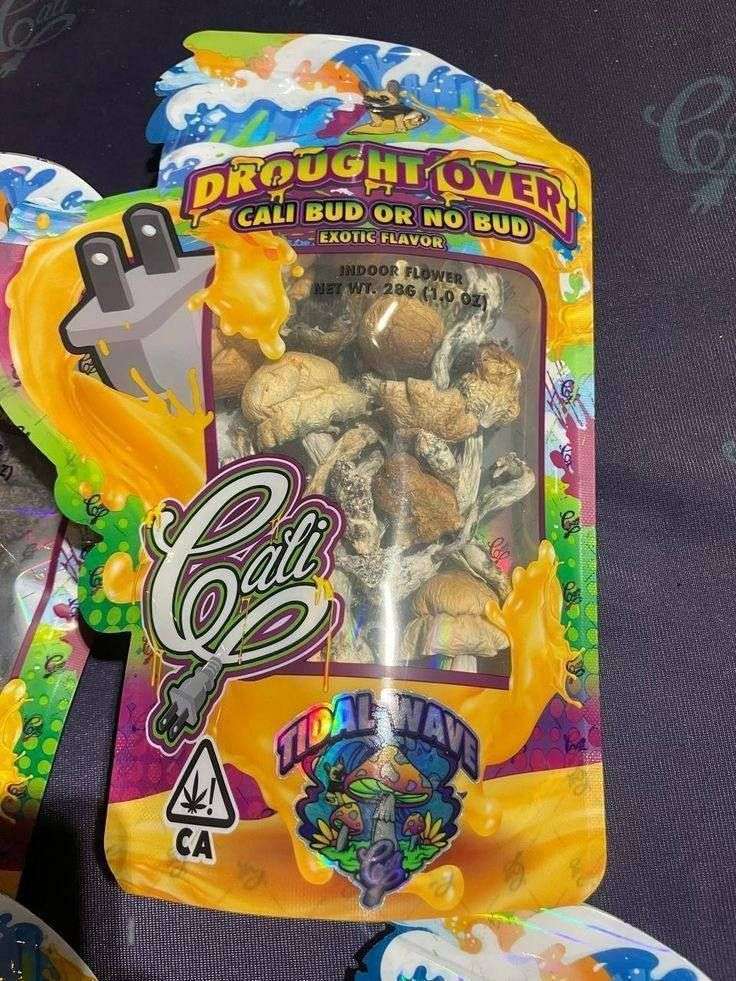 DROUGHT OVER
CALI BUD OR NO BUD
EXOTIC FLAVOR
INDOOR FLOWER
NET WT. 28G (1.0 OZ)
Cali
TIDAL WAVE
!
CA